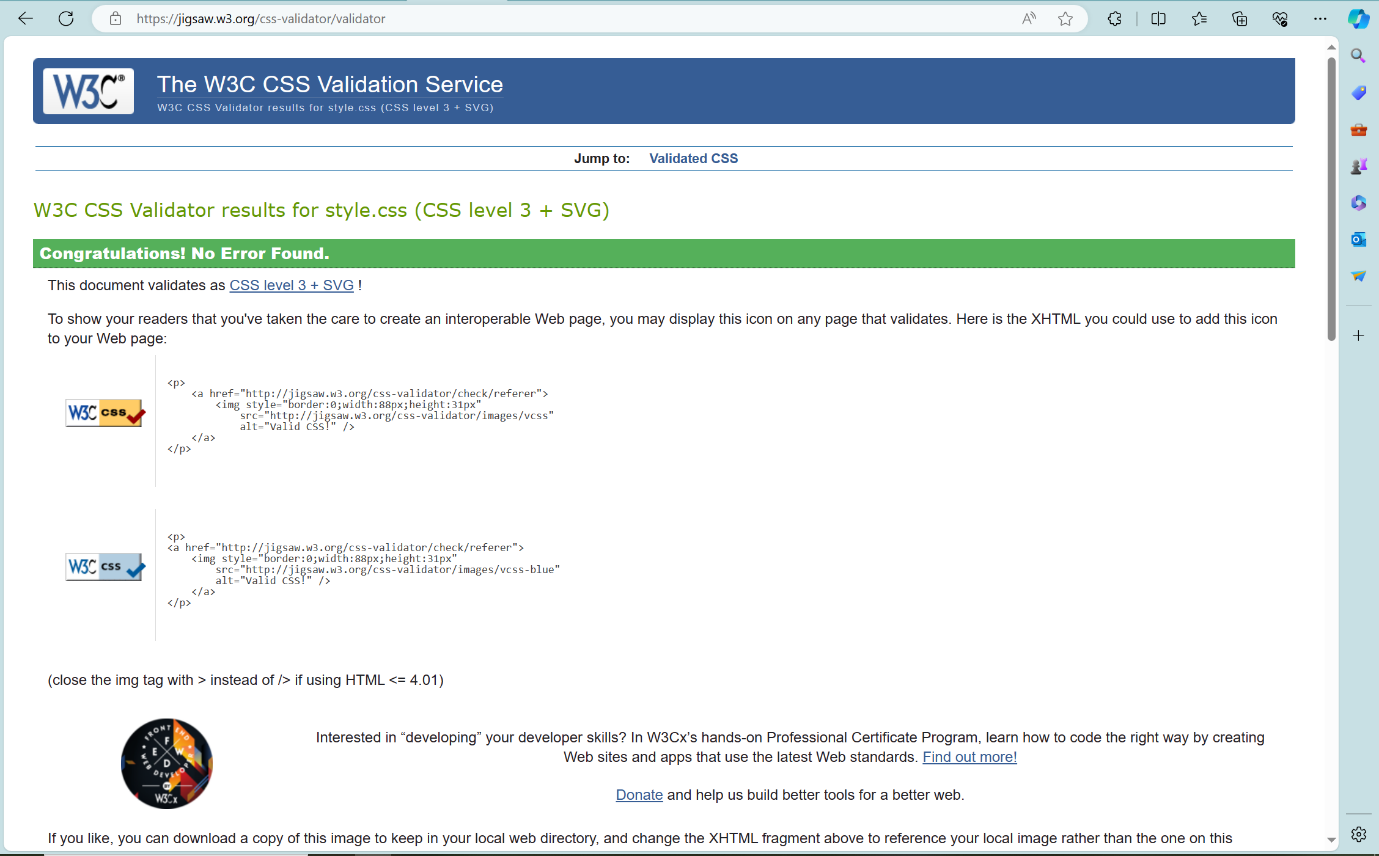 https://jigsaw.w3.org/css-validator/validator
W3C®
The W3C CSS Validation Service
W3C CSS Validator results for style.css (CSS level 3 + SVG)
Jump to: Validated CSS
W3C CSS Validator results for style.css (CSS level 3 + SVG)
Congratulations! No Error Found.
This document validates as CSS level 3 + SVG !
To show your readers that you've taken the care to create an interoperable Web page, you may display this icon on any page that validates. Here is the XHTML you could use to add this icon
to your Web page:
W3C css
<p>
<a href="http://jigsaw.w3.org/css-validator/check/referer">
<img style="border:0;width:88px;height:31px"
src="http://jigsaw.w3.org/css-validator/images/vcss"
alt="Valid CSS!" />
</a>
</p>
W3C css
<p>
<a href="http://jigsaw.w3.org/css-validator/check/referer">
<img style="border:0;width:88px;height:31px"
src="http://jigsaw.w3.org/css-validator/images/vcss-blue"
alt="Valid CSS!" />
</a>
</p>
(close the img tag with > instead of /> if using HTML <= 4.01)
FRONT END
F
E W
D
WEB DEVELOPER
W3Cx
Interested in “developing” your developer skills? In W3Cx’s hands-on Professional Certificate Program, learn how to code the right way by creating
Web sites and apps that use the latest Web standards. Find out more!
Donate and help us build better tools for a better web.
If you like, you can download a copy of this image to keep in your local web directory, and change the XHTML fragment above to reference your local image rather than the one on this